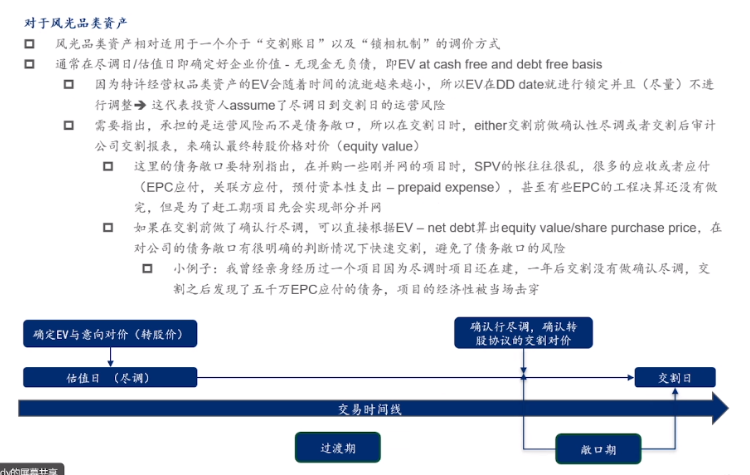 对于风光品类资产
风光品类资产相对适用于一个介于“交割账目”以及“锁相机制”的调价方式
通常在尽调日/估值日即确定好企业价值 - 无现金无负债，即EV at cash free and debt free basis
因为特许经营权品类资产的EV会随着时间的流逝越来越小，所以EV在DD date就进行锁定并且（尽量）不进
行调整➔ 这代表投资人assume了尽调日到交割日的运营风险
需要指出，承担的是运营风险而不是债务敞口，所以在交割日时，either交割前做确认性尽调或者交割后审计
公司交割报表，来确认最终转股价格对价（equity value）
这里的债务敞口要特别指出，在并购一些刚并网的项目时，SPV的帐往往很乱，很多的应收或者应付
（EPC应付，关联方应付，预付资本性支出 – prepaid expense），甚至有些EPC的工程决算还没有做
完，但是为了赶工期项目先会实现部分并网
如果在交割前做了确认行尽调，可以直接根据EV – net debt算出equity value/share purchase price，在
对公司的债务敞口有很明确的判断情况下快速交割，避免了债务敞口的风险
小例子：我曾经亲身经历过一个项目因为尽调时项目还在建，一年后交割没有做确认尽调，交
割之后发现了五千万EPC应付的债务，项目的经济性被当场击穿
确定EV与意向对价（转股价）
确认行尽调，确认转
股协议的交割对价
估值日 （尽调）
交割日
交易时间线
过渡期
敞口期
dy的屏幕共享